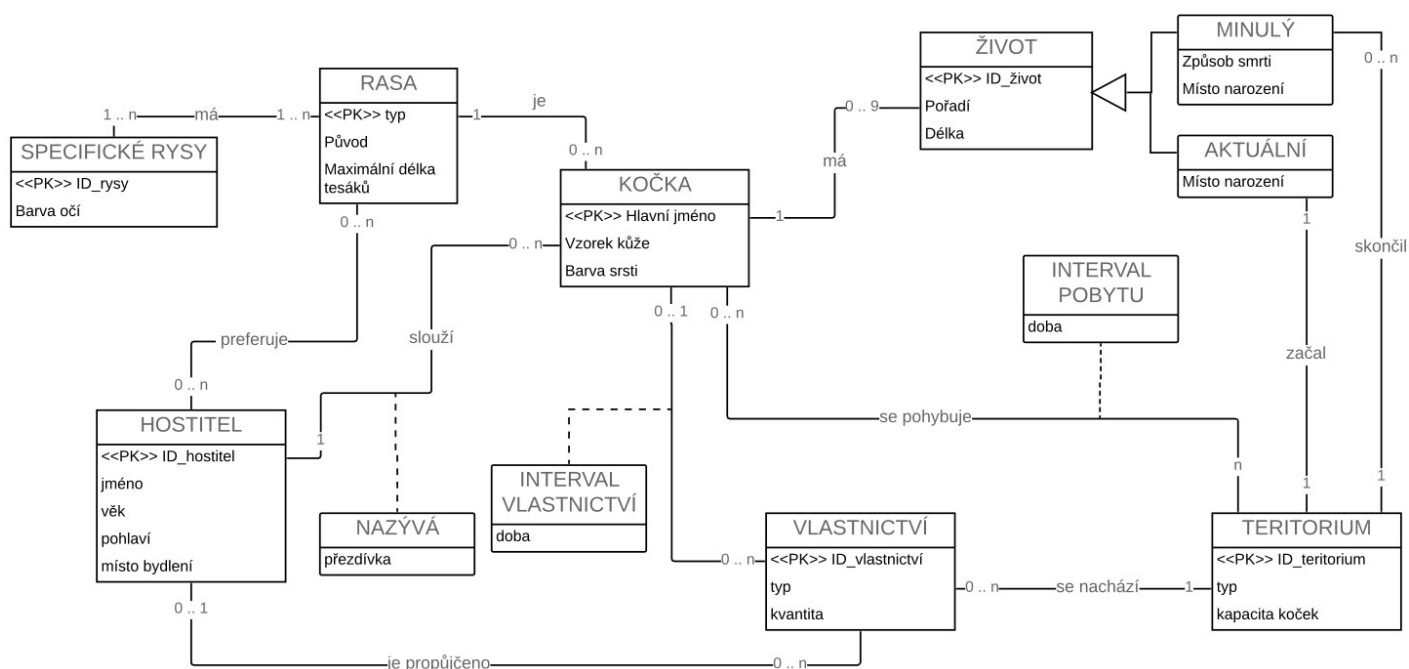 RASA
<<PK>> typ
Původ
Maximální délka
tesáků
SPECIFICKÉ RYSY
<<PK>> ID_rysy
Barva očí
1 .. n
má
1 .. n
1
je
0 .. n
KOČKA
<<PK>> Hlavní jméno
Vzorek kůže
Barva srsti
1
má
0 .. 9
ŽIVOT
<<PK>> ID_život
Pořadí
Délka
MINULÝ
Způsob smrti
Místo narození
AKTUÁLNÍ
Místo narození
0 .. n
skončil
1
1
začal
1
0 .. n
preferuje
0 .. n
0 .. n
slouží
1
HOSTITEL
<<PK>> ID_hostitel
jméno
věk
pohlaví
místo bydlení
NAZÝVÁ
přezdívka
INTERVAL
VLASTNICTVÍ
doba
0 .. 1
0 .. n
0 .. n
se pohybuje
n
INTERVAL
POBYTU
doba
VLASTNICTVÍ
<<PK>> ID_vlastnictví
typ
kvantita
0 .. n
se nachází
1
TERITORIUM
<<PK>> ID_teritorium
typ
kapacita koček
0 .. 1
je propůjčeno
0 .. n